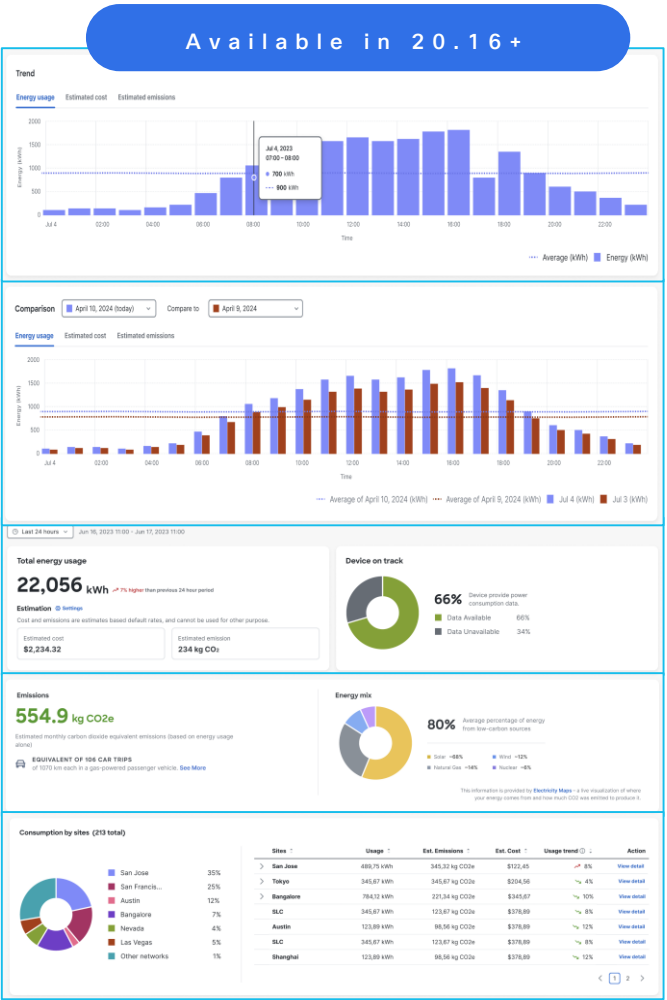 Available in 20.16+
Trend
Energy usage Estimated cost Estimated emissions
2000
1500
1000
500
0
Energy (kWh)
Jul 4, 2023
07:00 - 08:00
700 kWh
900 kWh
Jul 4 02:00 04:00 06:00 08:00 10:00 12:00 14:00 16:00 18:00 20:00 22:00
Time
Average (kWh) Energy (kWh)
Comparison April 10, 2024 (today) Compare to April 9, 2024
Energy usage Estimated cost Estimated emissions
2000
1500
1000
500
0
Energy (kWh)
Jul 4 02:00 04:00 06:00 08:00 10:00 12:00 14:00 16:00 18:00 20:00 22:00
Time
Average of April 10, 2024 (kWh) Average of April 9, 2024 (kWh) Jul 4 (kWh) Jul 3 (kWh)
Last 24 hours Jun 16, 2023 11:00 - Jun 17, 2023 11:00
Total energy usage
22,056 kWh 7% higher than previous 24 hour period
Estimation Settings
Cost and emissions are estimates based default rates, and cannot be used for other purpose.
Estimated cost
$2,234.32
Estimated emission
234 kg CO₂
Device on track
66% Device provide power
consumption data.
Data Available 66%
Data Unavailable 34%
Emissions
554.9 kg CO2e
Estimated monthly carbon dioxide equivalent emissions (based on energy usage
alone)
EQUIVALENT OF 106 CAR TRIPS
of 1070 km each in a gas-powered passenger vehicle. See More
Energy mix
80% Average percentage of energy
from low-carbon sources
Solar ~68% Wind ~12%
Natural Gas ~14% Nuclear ~6%
This information is provided by Electricity Maps - a live visualization of where
your energy comes from and how much CO2 was emitted to produce it.
Consumption by sites (213 total)
San Jose 35%
San Francis... 25%
Austin 12%
Bangalore 7%
Nevada 4%
Las Vegas 5%
Other networks 1%
Sites Usage Est. Emissions Est. Cost Usage trend Action
San Jose 489,75 kWh 345,32 kg CO2e $122,45 8% View detail
Tokyo 345,67 kWh 345,67 kg CO2e $204,56 4% View detail
Bangalore 784,12 kWh 221,34 kg CO2e $345,67 10% View detail
SLC 345,67 kWh 123,67 kg CO2e $378,89 8% View detail
Austin 123,89 kWh 98,56 kg CO2e $378,89 12% View detail
SLC 345,67 kWh 123,67 kg CO2e $378,89 8% View detail
Shanghai 123,89 kWh 98,56 kg CO2e $378,89 12% View detail
1 2